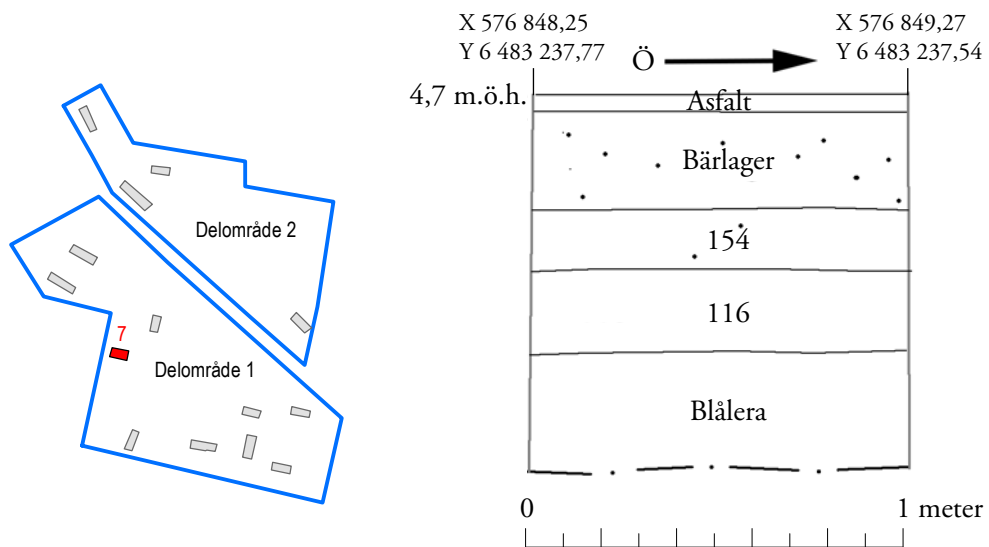 Delområde 2
7
Delområde 1
X 576 848,25
Y 6 483 237,77
X 576 849,27
Y 6 483 237,54
Ö
4,7 m.ö.h.
Asfalt
Bärlager
154
116
Blålera
0
1 meter